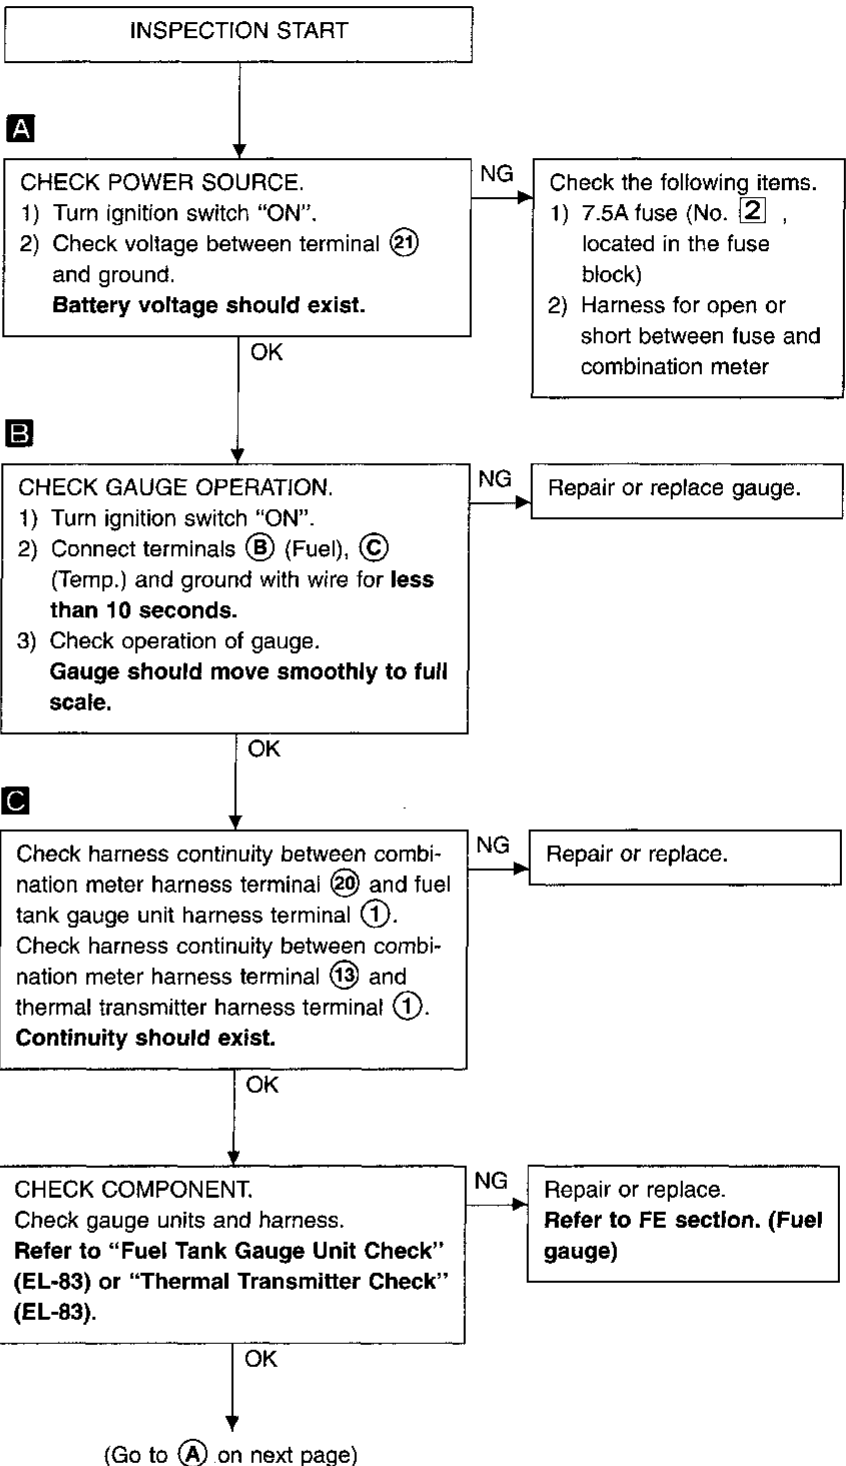 INSPECTION START
A
CHECK POWER SOURCE.
1) Turn ignition switch “ON”.
2) Check voltage between terminal 21
and ground.
Battery voltage should exist.
NG
Check the following items.
1) 7.5A fuse (No. 2 ,
located in the fuse
block)
2) Harness for open or
short between fuse and
combination meter
OK
B
CHECK GAUGE OPERATION.
1) Turn ignition switch “ON”.
2) Connect terminals B (Fuel), C
(Temp.) and ground with wire for less
than 10 seconds.
3) Check operation of gauge.
Gauge should move smoothly to full
scale.
NG
Repair or replace gauge.
OK
C
Check harness continuity between combi-
nation meter harness terminal 20 and fuel
tank gauge unit harness terminal 1.
Check harness continuity between combi-
nation meter harness terminal 13 and
thermal transmitter harness terminal 1.
Continuity should exist.
NG
Repair or replace.
OK
CHECK COMPONENT.
Check gauge units and harness.
Refer to “Fuel Tank Gauge Unit Check”
(EL-83) or “Thermal Transmitter Check”
(EL-83).
NG
Repair or replace.
Refer to FE section. (Fuel
gauge)
OK
(Go to A on next page)